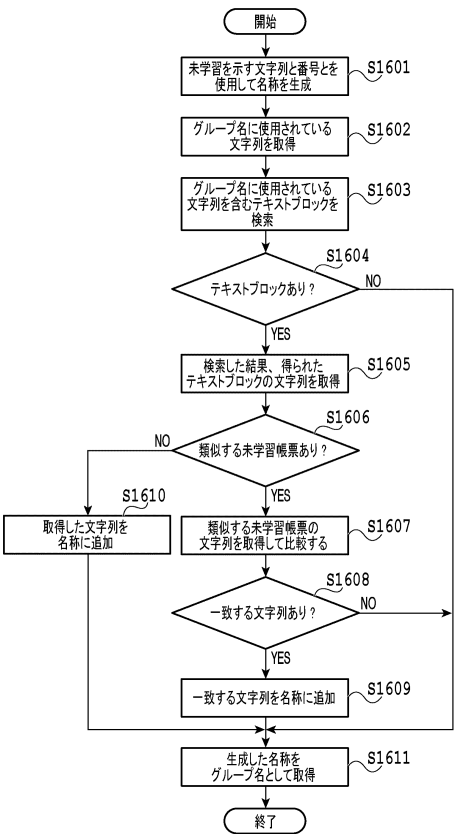 開始
未学習を示す文字列と番号とを
使用して名称を生成
S1601
グループ名に使用されている
文字列を取得
S1602
グループ名に使用されている
文字列を含むテキストブロックを
検索
S1603
テキストブロックあり?
S1604
NO
YES
検索した結果、得られた
テキストブロックの文字列を取得
S1605
類似する未学習帳票あり?
S1606
NO
YES
取得した文字列を
名称に追加
S1610
類似する未学習帳票の
文字列を取得して比較する
S1607
一致する文字列あり?
S1608
NO
YES
一致する文字列を名称に追加
S1609
生成した名称を
グループ名として取得
S1611
終了